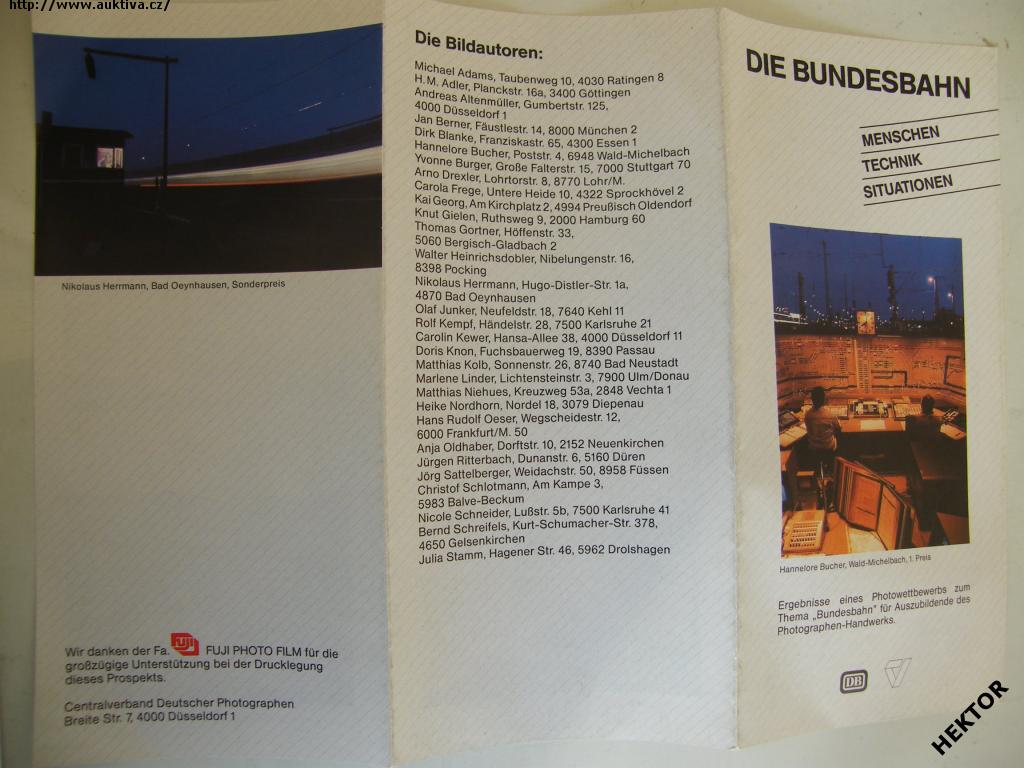 http://www.auktiva.cz/
Nikolaus Herrmann, Bad Oeynhausen, Sonderpreis
Wir danken der Fa. FUJI FUJI PHOTO FILM für die
großzügige Unterstützung bei der Drucklegung
dieses Prospekts.
Centralverband Deutscher Photographen
Breite Str. 7, 4000 Düsseldorf 1
Die Bildautoren:
Michael Adams, Taubenweg 10, 4030 Ratingen 8
H.M. Adler, Planckstr. 16a, 3400 Göttingen
Andreas Altenmüller, Gumbertstr. 125,
4000 Düsseldorf 1
Jan Berner, Fäustlestr. 14, 8000 München 2
Dirk Blanke, Franziskastr. 65, 4300 Essen 1
Hannelore Bucher, Poststr. 4, 6948 Wald-Michelbach
Yvonne Burger, Große Falterstr. 15, 7000 Stuttgart 70
Arno Drexler, Lohrtorstr. 8, 8770 Lohr/M.
Carola Frege, Untere Heide 10, 4322 Sprockhövel 2
Kai Georg, Am Kirchplatz 2, 4994 Preußisch Oldendorf
Knut Gielen, Ruthsweg 9, 2000 Hamburg 60
Thomas Gortner, Höffenstr. 33,
5060 Bergisch-Gladbach 2
Walter Heinrichsdobler, Nibelungenstr. 16,
8398 Pocking
Nikolaus Herrmann, Hugo-Distler-Str. 1a,
4870 Bad Oeynhausen
Olaf Junker, Neufeldstr. 18, 7640 Kehl 11
Rolf Kempf, Händelstr. 28, 7500 Karlsruhe 21
Carolin Kewer, Hansa-Allee 38, 4000 Düsseldorf 11
Doris Knon, Fuchsbauerweg 19, 8390 Passau
Matthias Kolb, Sonnenstr. 26, 8740 Bad Neustadt
Marlene Linder, Lichtensteinstr. 3, 7900 Ulm/Donau
Matthias Niehues, Kreuzweg 53a, 2848 Vechta 1
Heike Nordhorn, Nordel 18, 3079 Diepenau
Hans Rudolf Oeser, Wegscheidestr. 12,
6000 Frankfurt/M. 50
Anja Oldhaber, Dorftstr. 10, 2152 Neuenkirchen
Jürgen Ritterbach, Dunanstr. 6, 5160 Düren
Jörg Sattelberger, Weidachstr. 50, 8958 Füssen
Christof Schlotmann, Am Kampe 3,
5983 Balve-Beckum
Nicole Schneider, Lußstr. 5b, 7500 Karlsruhe 41
Bernd Schreifels, Kurt-Schumacher-Str. 378,
4650 Gelsenkirchen
Julia Stamm, Hagener Str. 46, 5962 Drolshagen
DIE BUNDESBAHN
MENSCHEN
TECHNIK
SITUATIONEN
Hannelore Bucher, Wald-Michelbach, 1. Preis
Ergebnisse eines Photowettbewerbs zum
Thema „Bundesbahn" für Auszubildende des
Photographen-Handwerks.
DB
HEKTOR